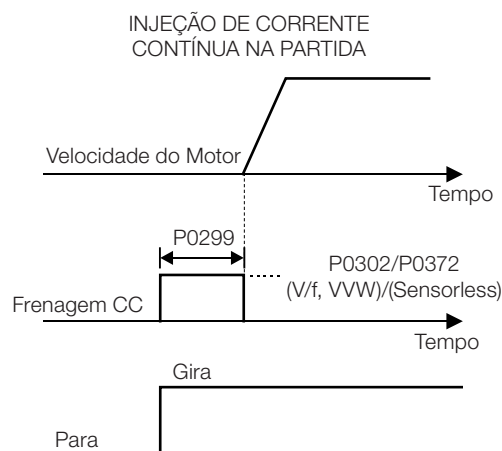 INJEÇÃO DE CORRENTE
CONTÍNUA NA PARTIDA
Velocidade do Motor
Tempo
P0299
P0302/P0372
(V/f, VVW)/(Sensorless)
Frenagem CC
Tempo
Gira
Para